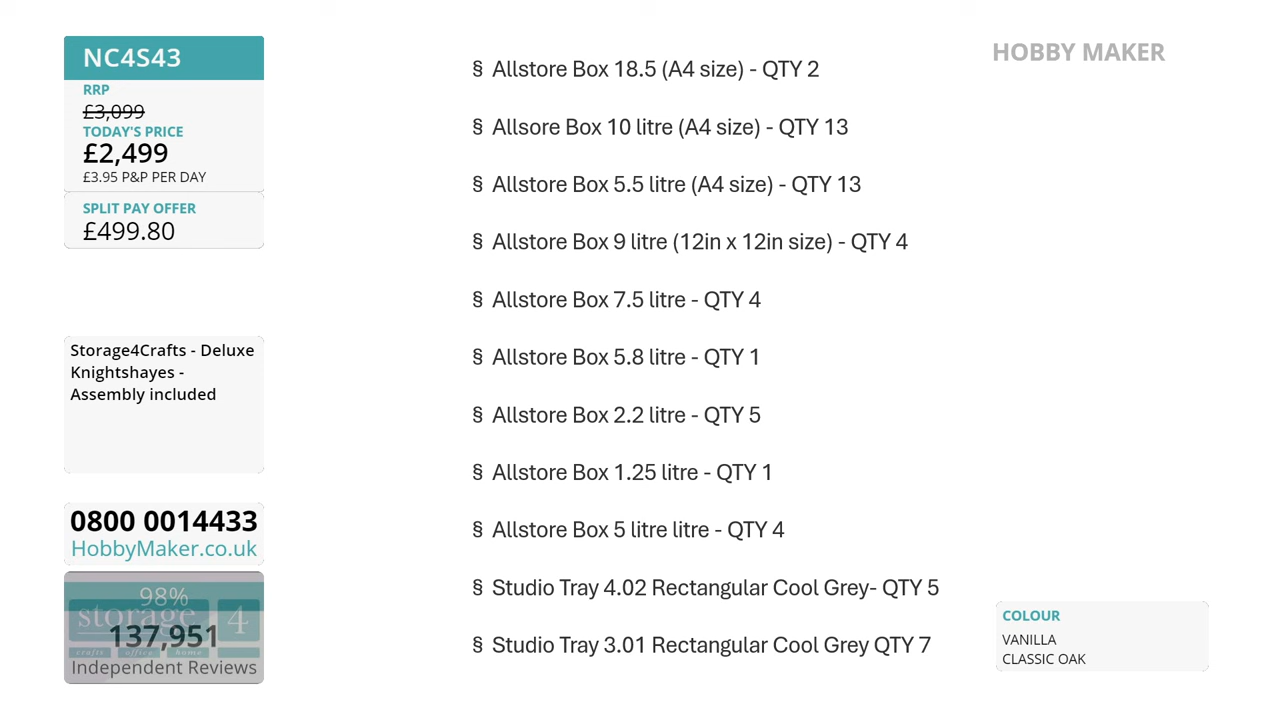 NC4S43
RRP
£3,099
TODAY'S PRICE
£2,499
£3.95 P&P PER DAY
SPLIT PAY OFFER
£499.80
Storage4Crafts - Deluxe
Knightshayes -
Assembly included
0800 0014433
HobbyMaker.co.uk
98%
storage 4
137,951
crafts office home
Independent Reviews
§ Allstore Box 18.5 (A4 size) - QTY 2
§ Allsore Box 10 litre (A4 size) - QTY 13
§ Allstore Box 5.5 litre (A4 size) - QTY 13
§ Allstore Box 9 litre (12in x 12in size) - QTY 4
§ Allstore Box 7.5 litre - QTY 4
§ Allstore Box 5.8 litre - QTY 1
§ Allstore Box 2.2 litre - QTY 5
§ Allstore Box 1.25 litre - QTY 1
§ Allstore Box 5 litre litre - QTY 4
§ Studio Tray 4.02 Rectangular Cool Grey- QTY 5
§ Studio Tray 3.01 Rectangular Cool Grey QTY 7
HOBBY MAKER
COLOUR
VANILLA
CLASSIC OAK